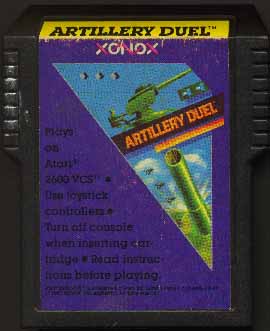 ARTILLERY DUEL™
XONOX
ARTILLERY DUEL
Plays
on
Atari®
2600 VCS™ •
Use joystick
controllers •
Turn off console
when inserting car-
tridge • Read instruc-
tions before playing.